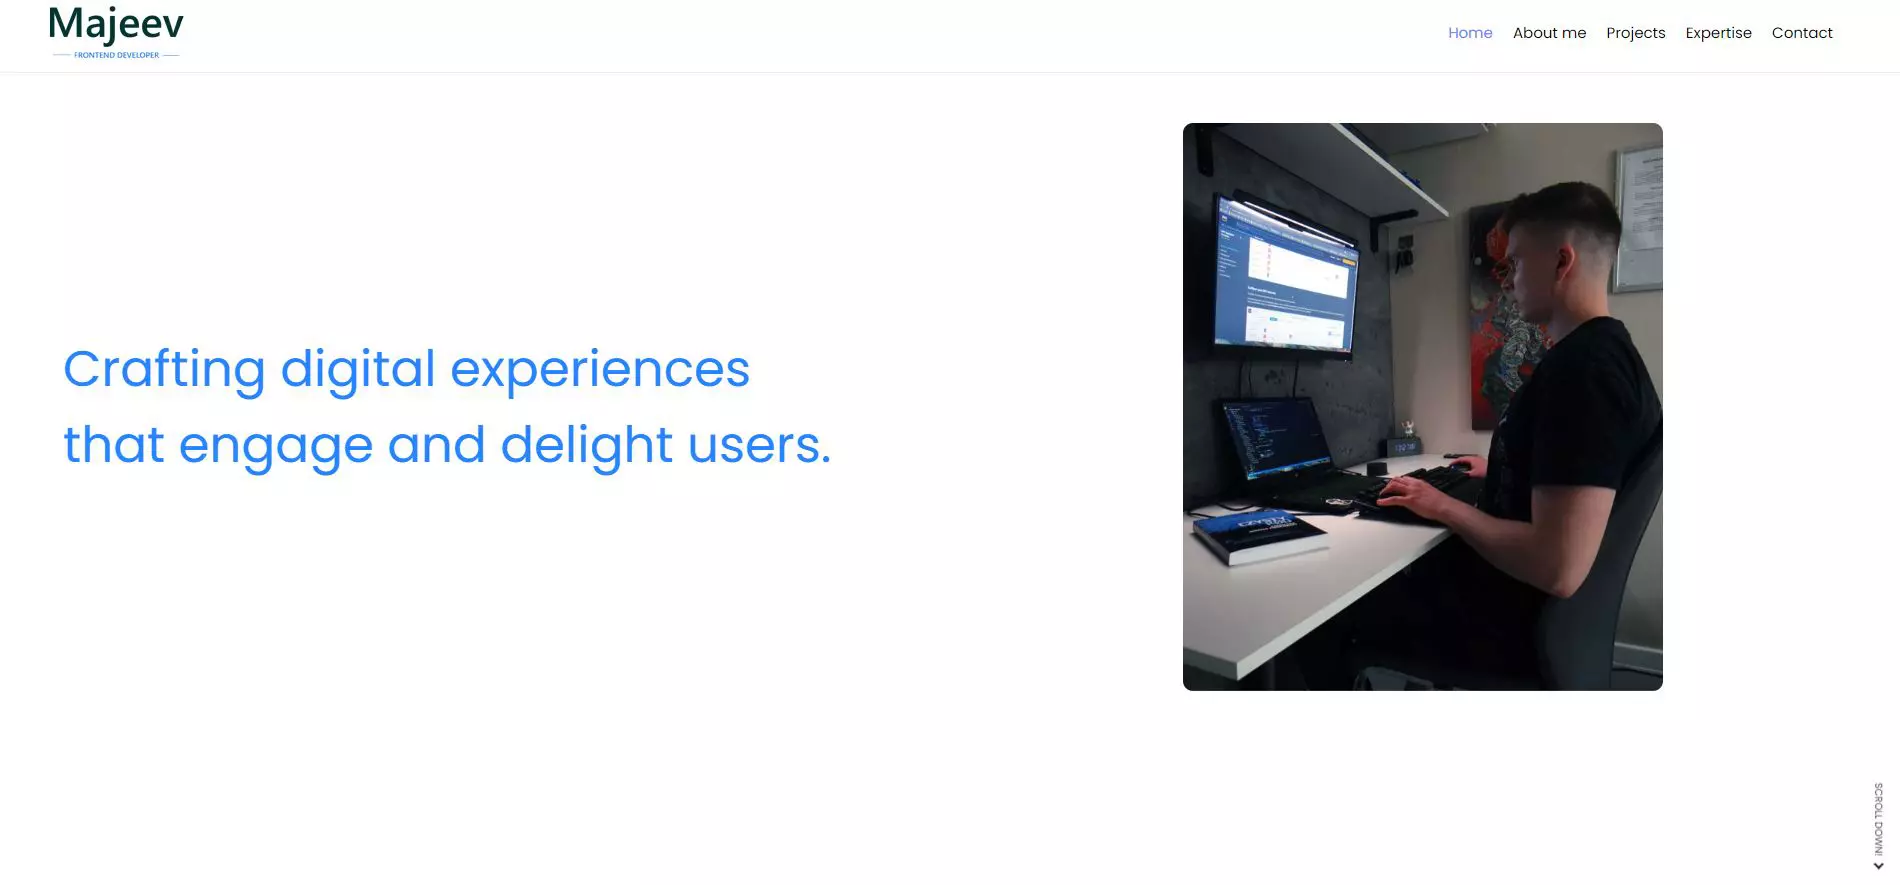 Majeev
FRONTEND DEVELOPER
Home
About me
Projects
Expertise
Contact
Crafting digital experiences
that engage and delight users.
SCROLL DOWN!